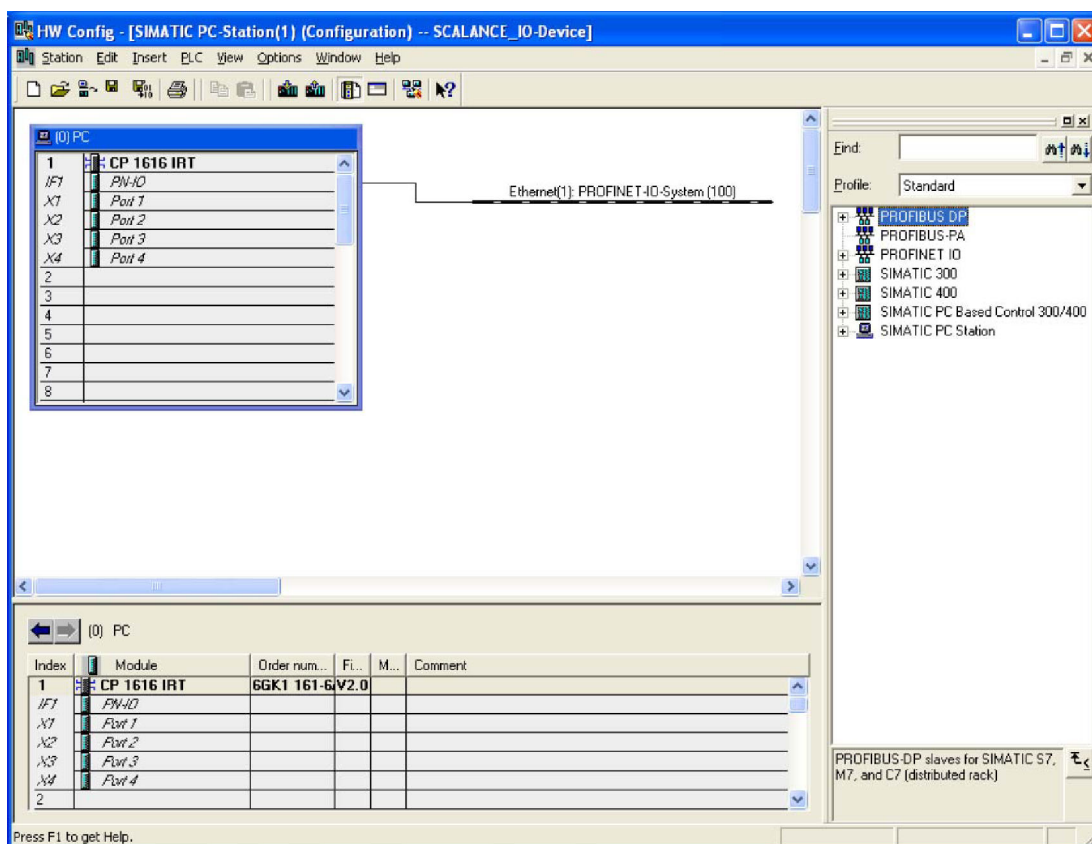 HW Config - [SIMATIC PC-Station(1) (Configuration) -- SCALANCE_IO-Device]
Station Edit Insert PLC View Options Window Help
(0) PC
1 CP 1616 IRT
IF1 PN-IO
X1 Port 1
X2 Port 2
X3 Port 3
X4 Port 4
2
3
4
5
6
7
8
Ethernet(1): PROFINET-IO-System (100)
Find:
Profile: Standard
PROFIBUS DP
PROFIBUS-PA
PROFINET IO
SIMATIC 300
SIMATIC 400
SIMATIC PC Based Control 300/400
SIMATIC PC Station
(0) PC
Index Module Order num... Fi... M... Comment
1 CP 1616 IRT 6GK1 161-6 V2.0
IF1 PN-IO
X1 Port 1
X2 Port 2
X3 Port 3
X4 Port 4
2
PROFIBUS-DP slaves for SIMATIC S7,
M7, and C7 (distributed rack)
Press F1 to get Help.